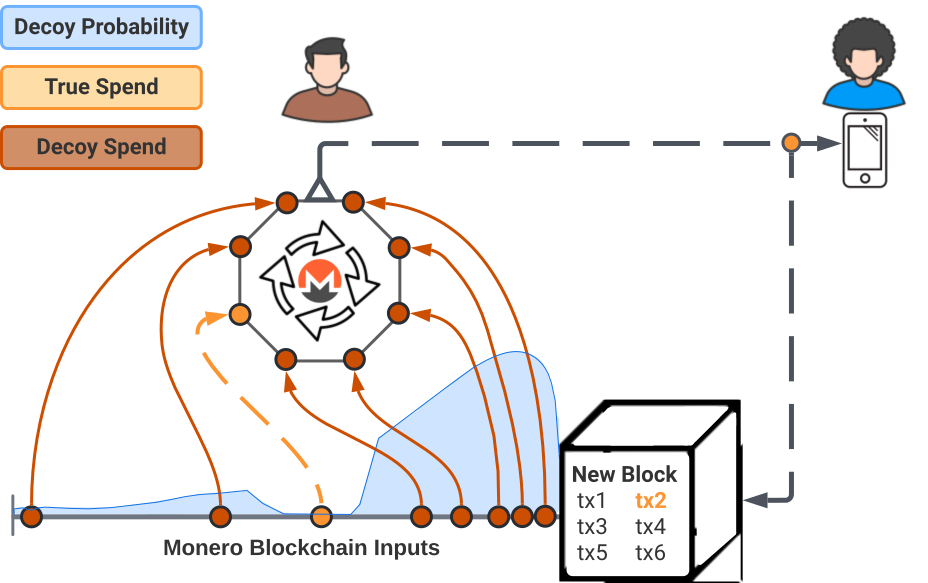 Decoy Probability
True Spend
Decoy Spend
New Block
tx1 tx2
tx3 tx4
tx5 tx6
Monero Blockchain Inputs